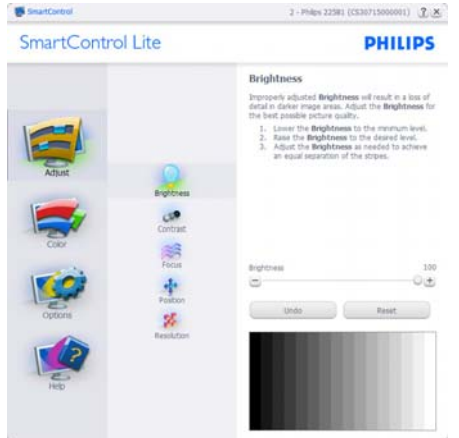 SmartControl
2 - Philips 225B1 (CS30715000001)
SmartControl Lite
PHILIPS
Adjust
Color
Options
Help
Brightness
Contrast
Focus
Position
Resolution
Brightness
Improperly adjusted Brightness will result in a loss of
detail in darker image areas. Adjust the Brightness for
the best possible picture quality.
1. Lower the Brightness to the minimum level.
2. Raise the Brightness to the desired level.
3. Adjust the Brightness as needed to achieve
an equal separation of the stripes.
Brightness 100
Undo Reset